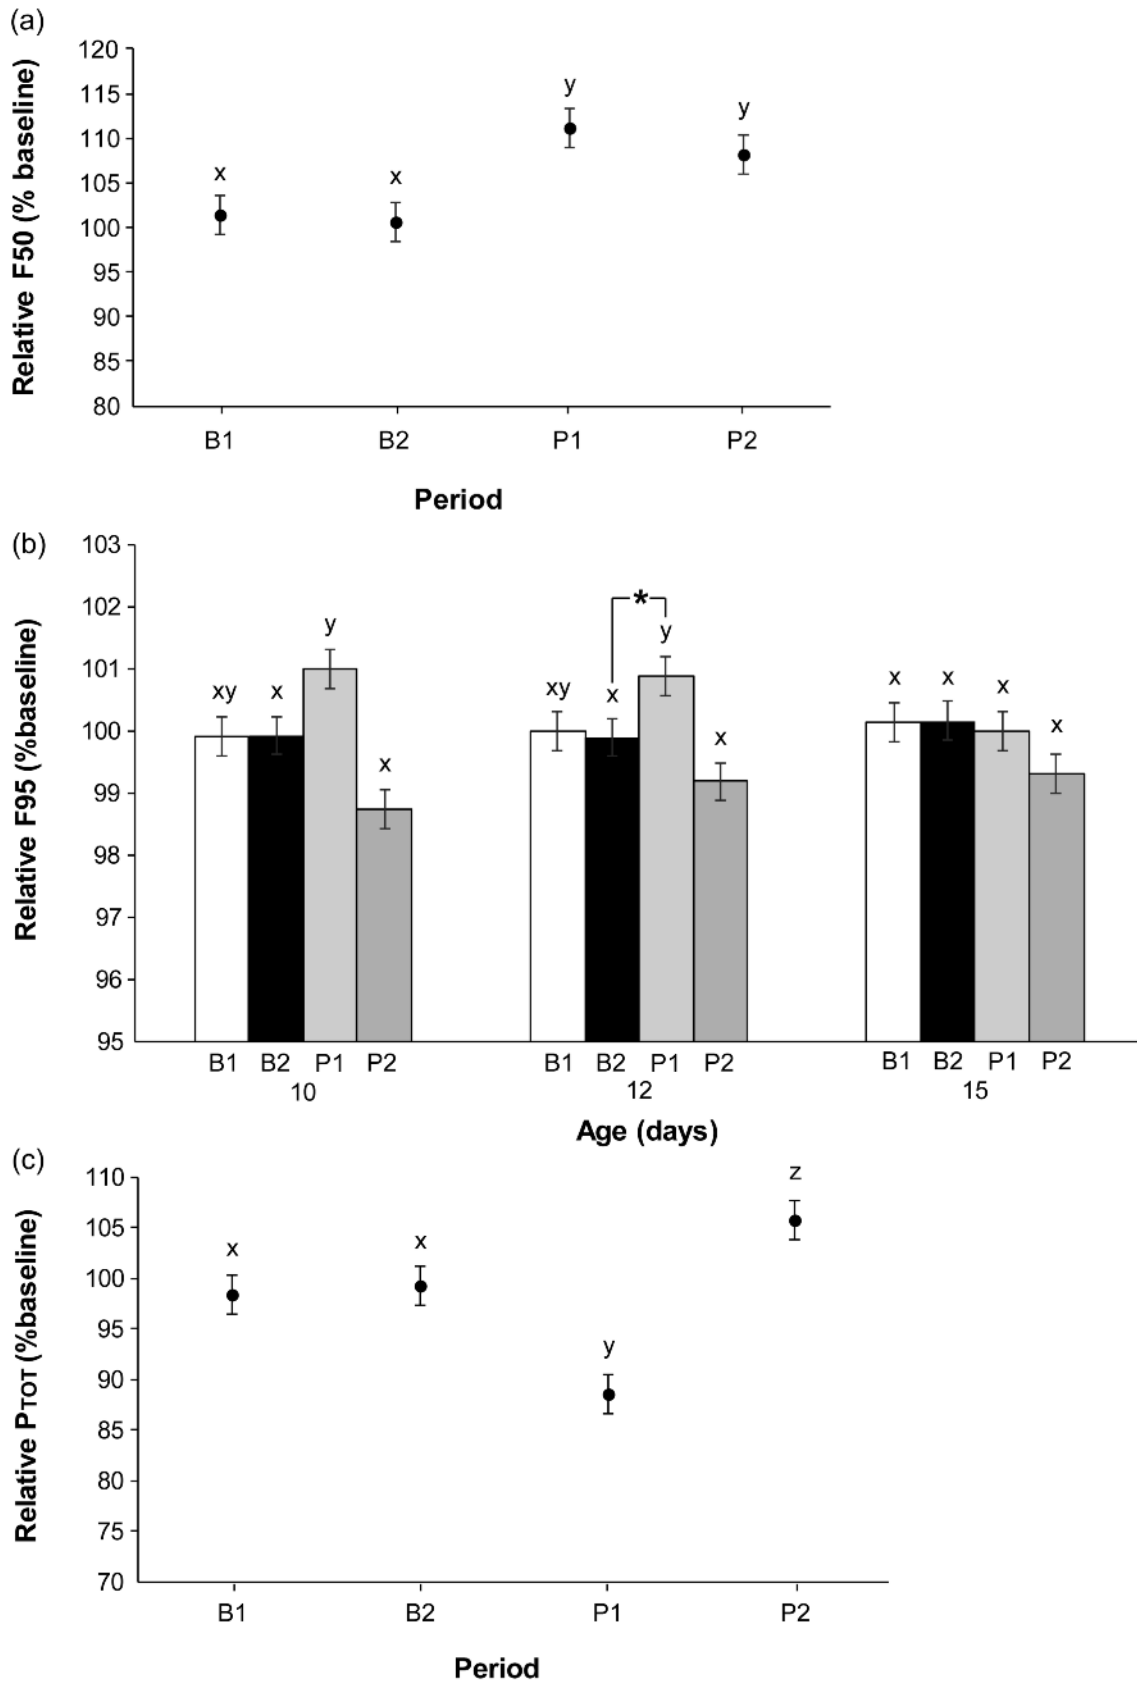 (a)
Relative F50 (% baseline)
120
115
110
105
100
95
90
85
80
x
x
y
y
B1 B2 P1 P2
Period
(b)
Relative F95 (%baseline)
103
102
101
100
99
98
97
96
95
xy x y x
xy x * y x
x x x x
B1 B2 P1 P2 B1 B2 P1 P2 B1 B2 P1 P2
10 12 15
Age (days)
(c)
Relative PTOT (%baseline)
110
105
100
95
90
85
80
75
70
x
x
y
z
B1 B2 P1 P2
Period